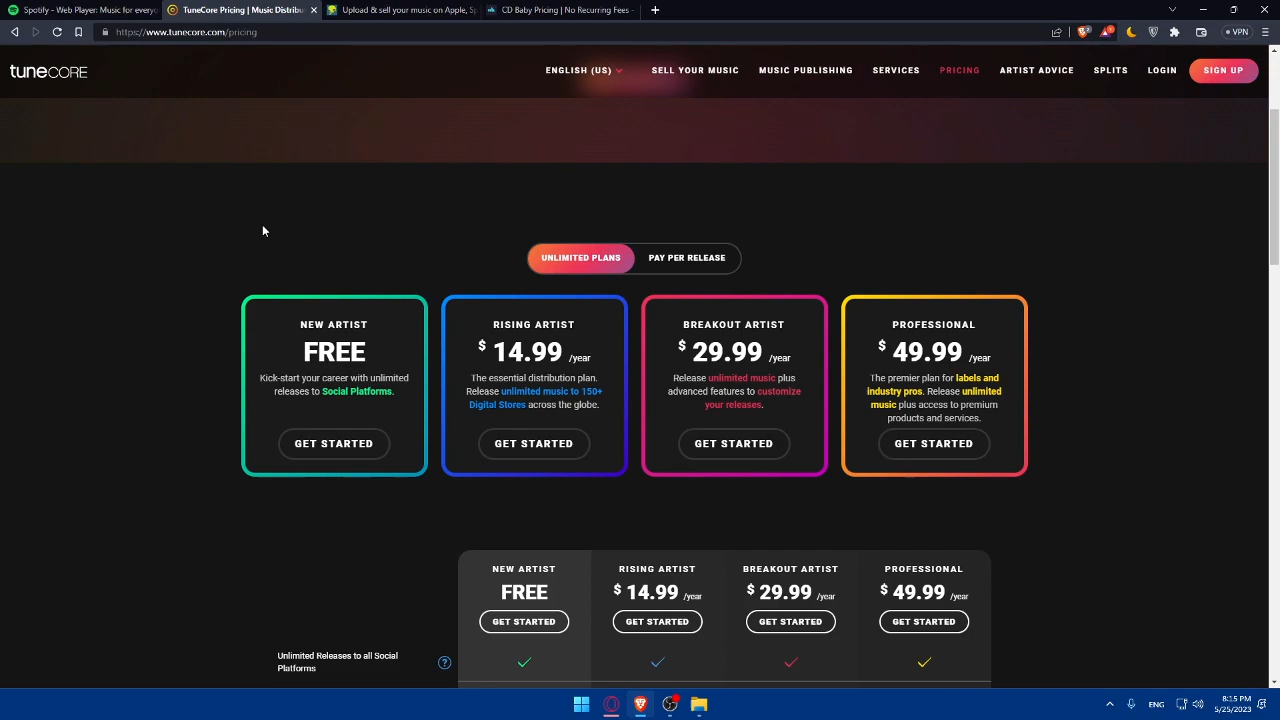 Spotify - Web Player: Music for everyo
TuneCore Pricing | Music Distribu
Upload & sell your music on Apple, S
CD Baby Pricing | No Recurring Fees -
https://www.tunecore.com/pricing
VPN
tunecore
ENGLISH (US)
SELL YOUR MUSIC
MUSIC PUBLISHING
SERVICES
PRICING
ARTIST ADVICE
SPLITS
LOGIN
SIGN UP
UNLIMITED PLANS
PAY PER RELEASE
NEW ARTIST
FREE
Kick-start your career with unlimited
releases to Social Platforms.
GET STARTED
RISING ARTIST
$ 14.99 /year
The essential distribution plan.
Release unlimited music to 150+
Digital Stores across the globe.
GET STARTED
BREAKOUT ARTIST
$ 29.99 /year
Release unlimited music plus
advanced features to customize
your releases.
GET STARTED
PROFESSIONAL
$ 49.99 /year
The premier plan for labels and
industry pros. Release unlimited
music plus access to premium
products and services.
GET STARTED
NEW ARTIST
FREE
GET STARTED
RISING ARTIST
$ 14.99 /year
GET STARTED
BREAKOUT ARTIST
$ 29.99 /year
GET STARTED
PROFESSIONAL
$ 49.99 /year
GET STARTED
Unlimited Releases to all Social
Platforms
?
ENG
8:15 PM
5/25/2023